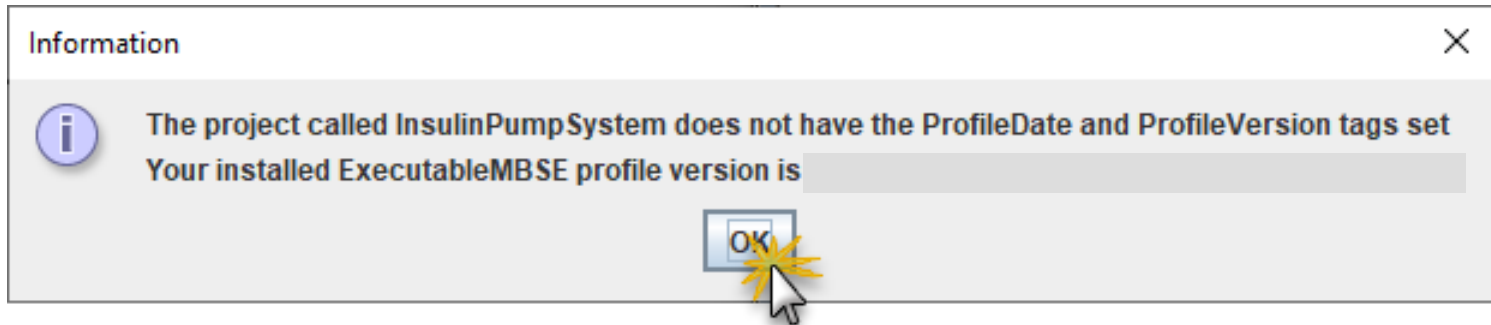 Information
The project called InsulinPumpSystem does not have the ProfileDate and ProfileVersion tags set
Your installed ExecutableMBSE profile version is
OK